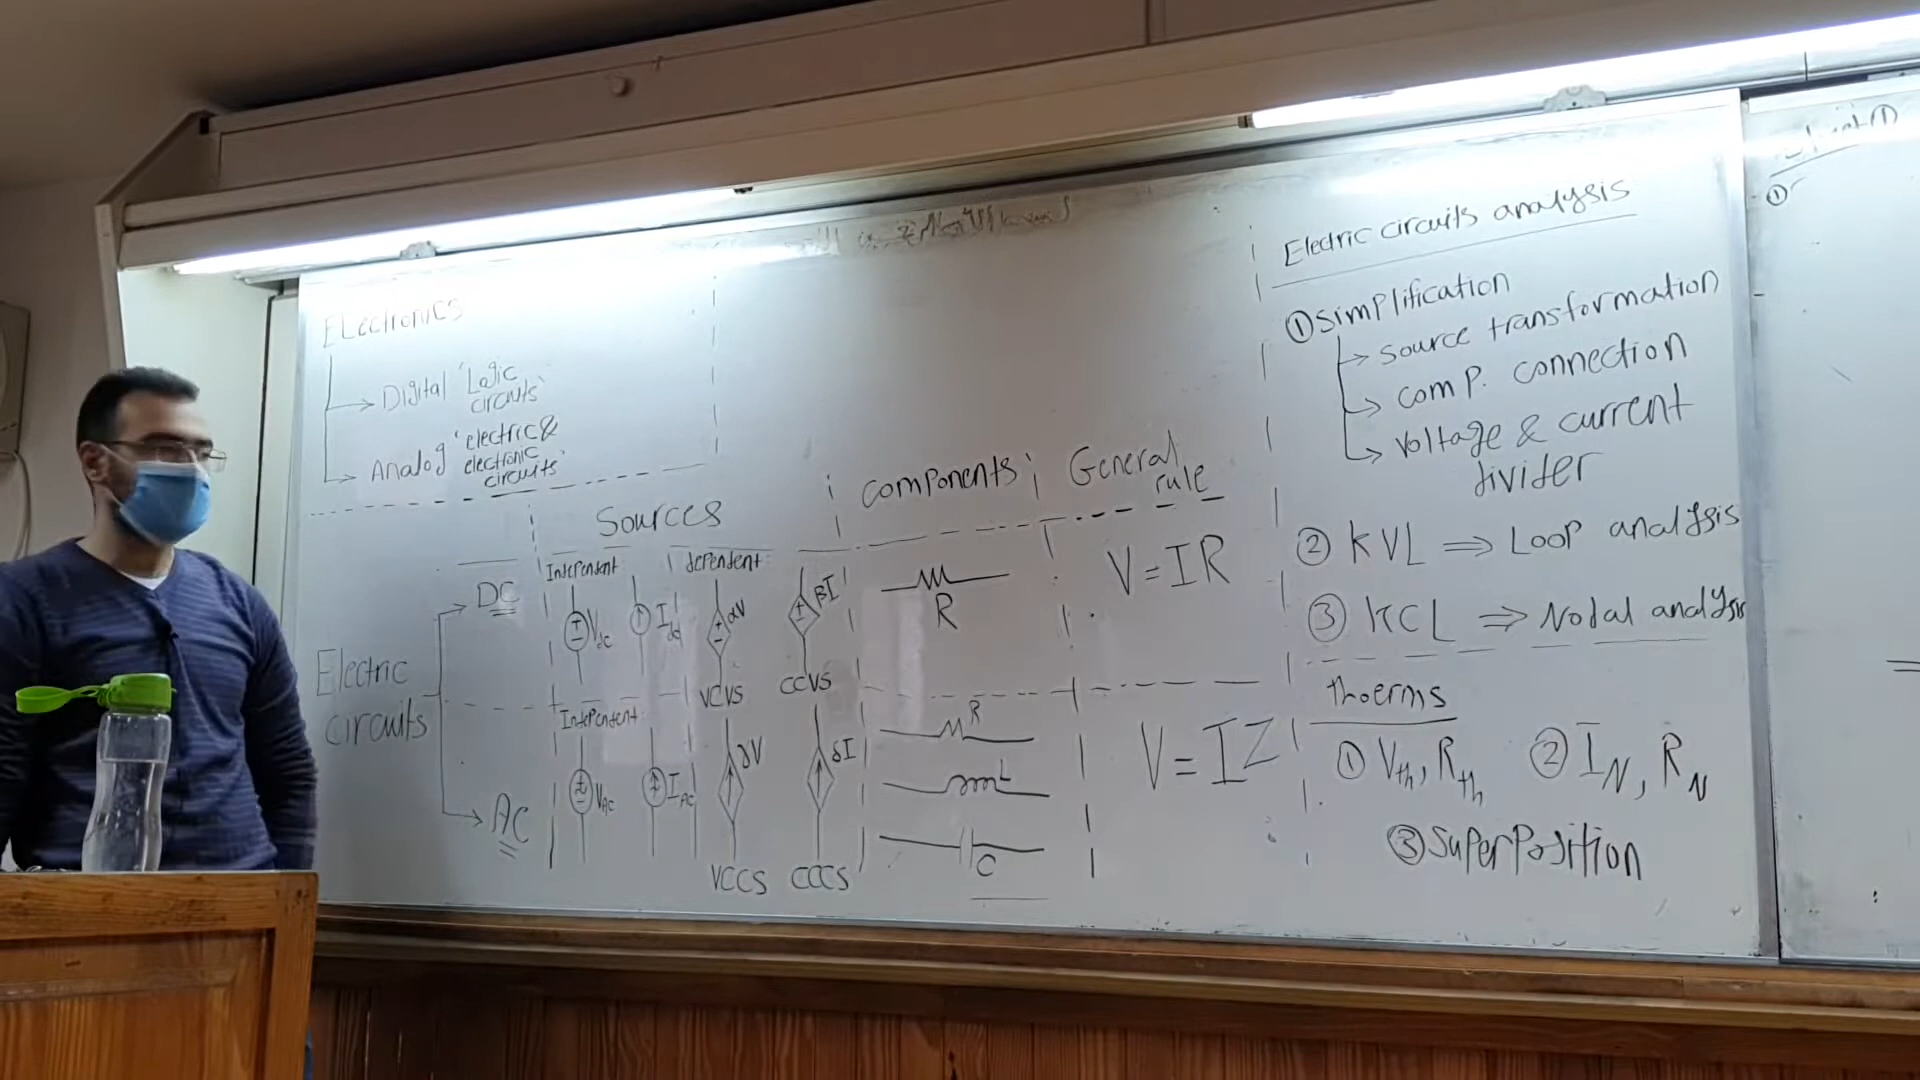 Electronics
Digital 'Logic
circuits'
Analog 'electric &
electronic
circuits'
Sources
components
General
rule
Electric
circuits
DC
Independent
dependent
Vdc
αV
βI
VCVS
CCVS
R
V=IR
AC
Independent
VAC
IAC
γV
δI
VCCS
CCCS
R
L
C
V=IZ
Electric circuits analysis
① Simplification
source transformation
comp. connection
voltage & current
divider
② KVL ⇒ Loop analysis
③ KCL ⇒ Nodal analysis
thoerms
① Vth, Rth
② IN, RN
③ SuperPosition
①